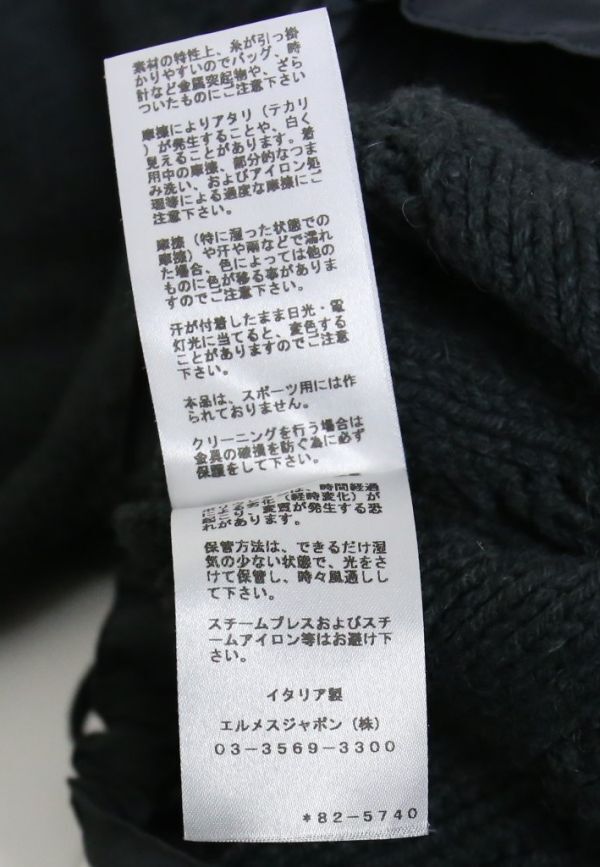 素材の特性上、糸が引っ掛
かりやすいのでバッグ、時
計など金属突起物や、ざら
ついたものにご注意下さい
摩擦によりアタリ（テカリ
）が発生することや、白く
見えることがあります。着
用中の摩擦、部分的なつま
み洗い、およびアイロン処
理等による過度な摩擦にご
注意下さい。
摩擦（特に湿った状態での
摩擦）や汗や雨などで濡れ
た場合、色によっては他の
ものに色が移る事がありま
すのでご注意下さい。
汗が付着したまま日光・電
灯光に当てると、変色する
ことがありますのでご注意
下さい。
本品は、スポーツ用には作
られておりません。
クリーニングを行う場合は
金具の破損を防ぐ為に必ず
保護をして下さい。
は、時間経過
劣化（経時変化）が
起こり、変質が発生する恐
れがあります。
保管方法は、できるだけ湿
気の少ない状態で、光をさ
けて保管し、時々風通しし
て下さい。
スチームプレスおよびスチ
ームアイロン等はお避け下
さい。
イタリア製
エルメスジャポン（株）
03-3569-3300
*82-5740